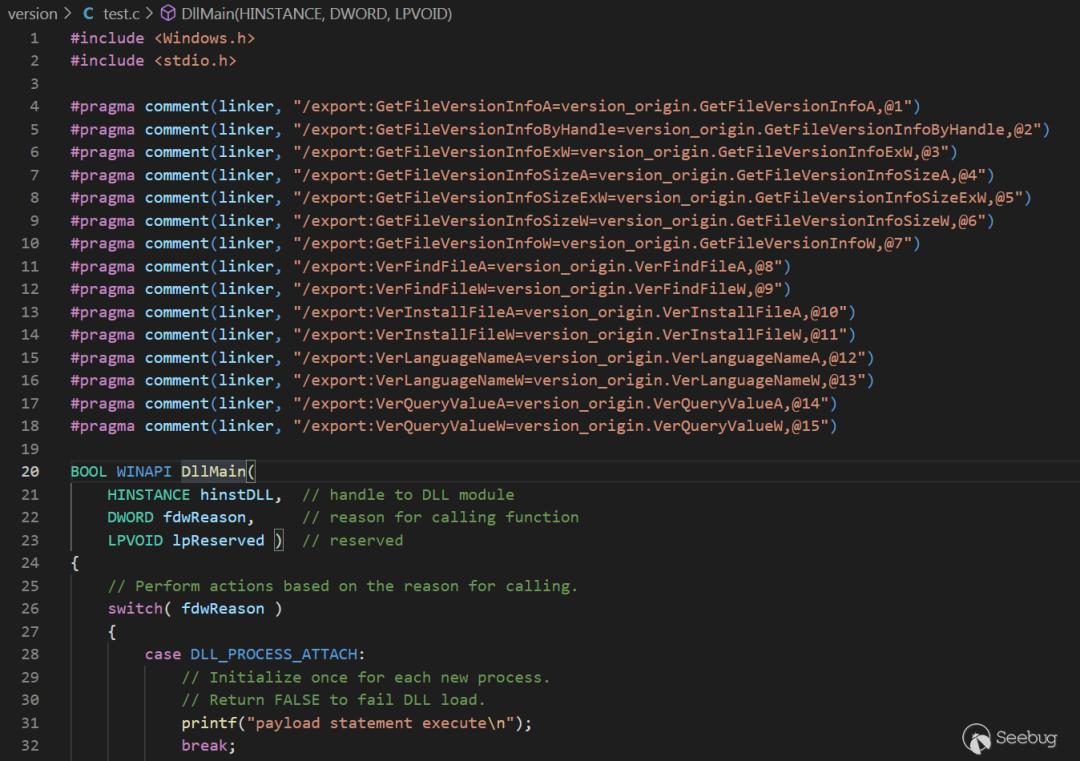 version > C test.c > DllMain(HINSTANCE, DWORD, LPVOID)
1 #include <Windows.h>
2 #include <stdio.h>
3
4 #pragma comment(linker, "/export:GetFileVersionInfoA=version_origin.GetFileVersionInfoA,@1")
5 #pragma comment(linker, "/export:GetFileVersionInfoByHandle=version_origin.GetFileVersionInfoByHandle,@2")
6 #pragma comment(linker, "/export:GetFileVersionInfoExW=version_origin.GetFileVersionInfoExW,@3")
7 #pragma comment(linker, "/export:GetFileVersionInfoSizeA=version_origin.GetFileVersionInfoSizeA,@4")
8 #pragma comment(linker, "/export:GetFileVersionInfoSizeExW=version_origin.GetFileVersionInfoSizeExW,@5")
9 #pragma comment(linker, "/export:GetFileVersionInfoSizeW=version_origin.GetFileVersionInfoSizeW,@6")
10 #pragma comment(linker, "/export:GetFileVersionInfoW=version_origin.GetFileVersionInfoW,@7")
11 #pragma comment(linker, "/export:VerFindFileA=version_origin.VerFindFileA,@8")
12 #pragma comment(linker, "/export:VerFindFileW=version_origin.VerFindFileW,@9")
13 #pragma comment(linker, "/export:VerInstallFileA=version_origin.VerInstallFileA,@10")
14 #pragma comment(linker, "/export:VerInstallFileW=version_origin.VerInstallFileW,@11")
15 #pragma comment(linker, "/export:VerLanguageNameA=version_origin.VerLanguageNameA,@12")
16 #pragma comment(linker, "/export:VerLanguageNameW=version_origin.VerLanguageNameW,@13")
17 #pragma comment(linker, "/export:VerQueryValueA=version_origin.VerQueryValueA,@14")
18 #pragma comment(linker, "/export:VerQueryValueW=version_origin.VerQueryValueW,@15")
19
20 BOOL WINAPI DllMain(
21     HINSTANCE hinstDLL,  // handle to DLL module
22     DWORD fdwReason,     // reason for calling function
23     LPVOID lpReserved )  // reserved
24 {
25     // Perform actions based on the reason for calling.
26     switch( fdwReason )
27     {
28         case DLL_PROCESS_ATTACH:
29             // Initialize once for each new process.
30             // Return FALSE to fail DLL load.
31             printf("payload statement execute\n");
32             break;
Seebug